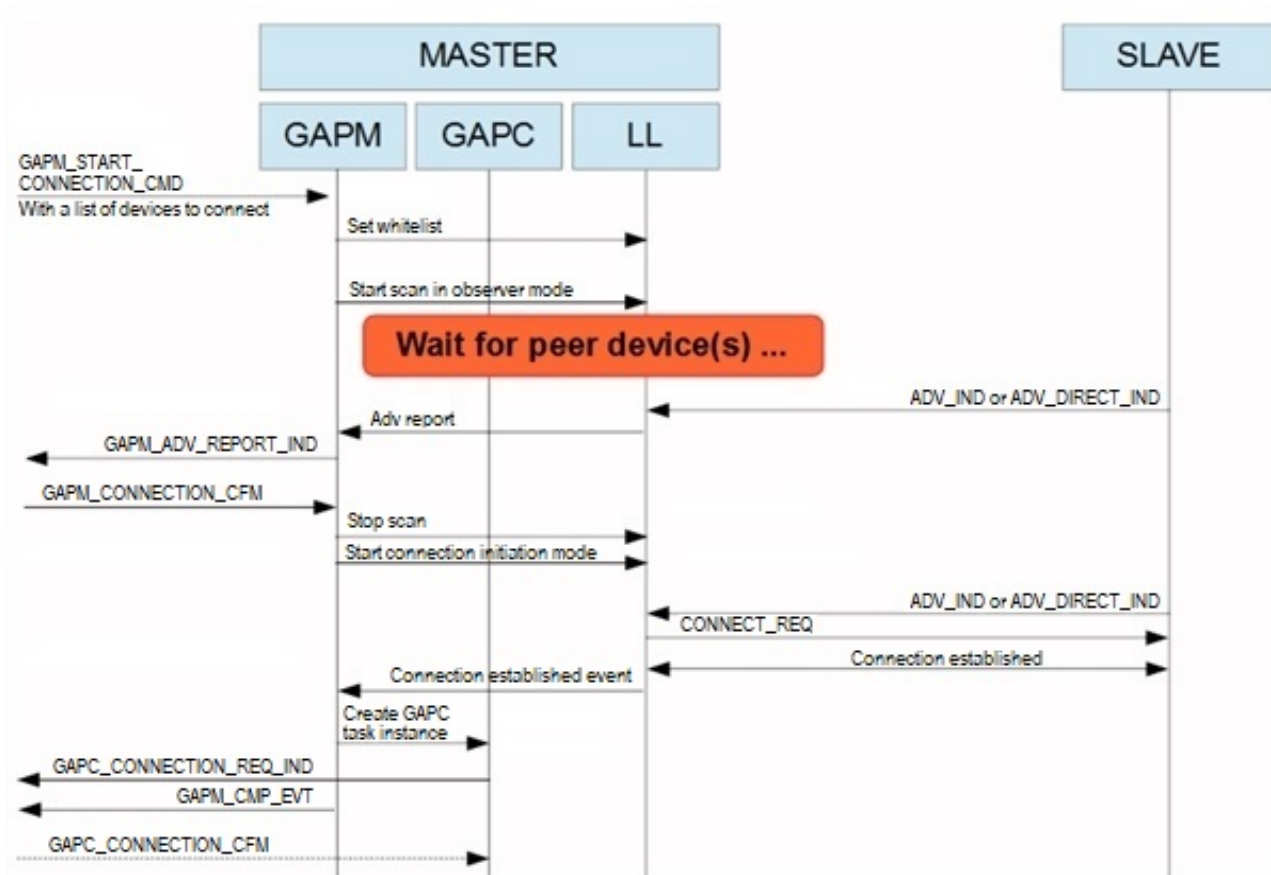 MASTER
SLAVE
GAPM
GAPC
LL
GAPM_START_
CONNECTION_CMD
With a list of devices to connect
Set whitelist
Start scan in observer mode
Wait for peer device(s) ...
ADV_IND or ADV_DIRECT_IND
Adv report
GAPM_ADV_REPORT_IND
GAPM_CONNECTION_CFM
Stop scan
Start connection initiation mode
ADV_IND or ADV_DIRECT_IND
CONNECT_REQ
Connection established
Connection established event
Create GAPC
task instance
GAPC_CONNECTION_REQ_IND
GAPM_CMP_EVT
GAPC_CONNECTION_CFM